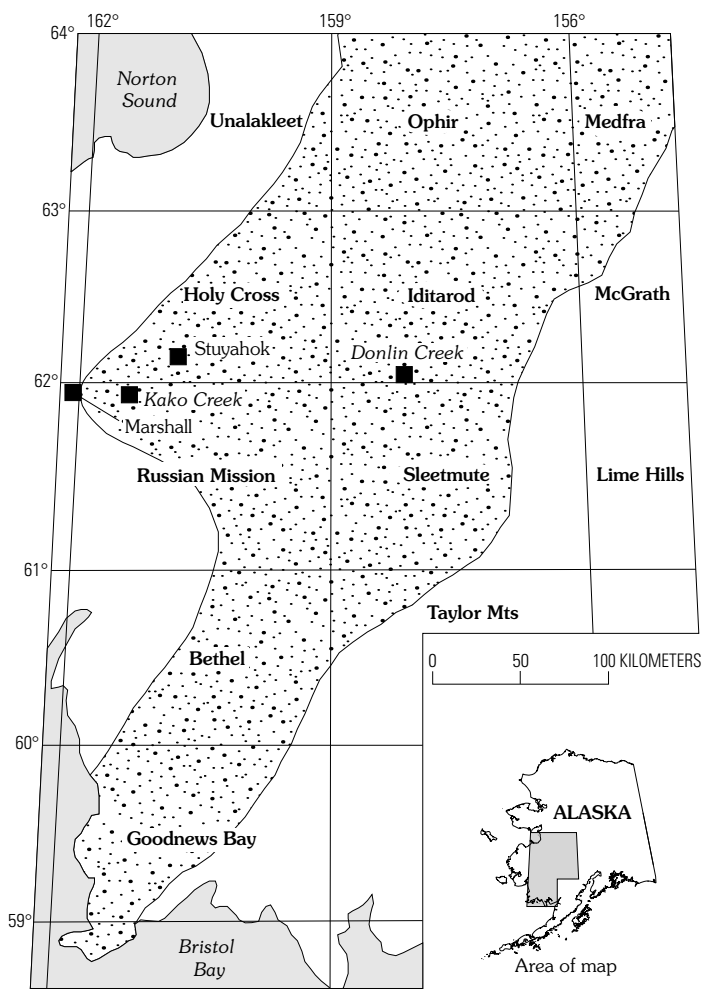 162°
159°
156°
64°
Norton
Sound
Unalakleet
Ophir
Medfra
63°
Holy Cross
Iditarod
McGrath
Stuyahok
Donlin Creek
62°
Kako Creek
Marshall
Russian Mission
Sleetmute
Lime Hills
61°
Taylor Mts
Bethel
0
50
100 KILOMETERS
60°
ALASKA
Goodnews Bay
59°
Bristol
Bay
Area of map